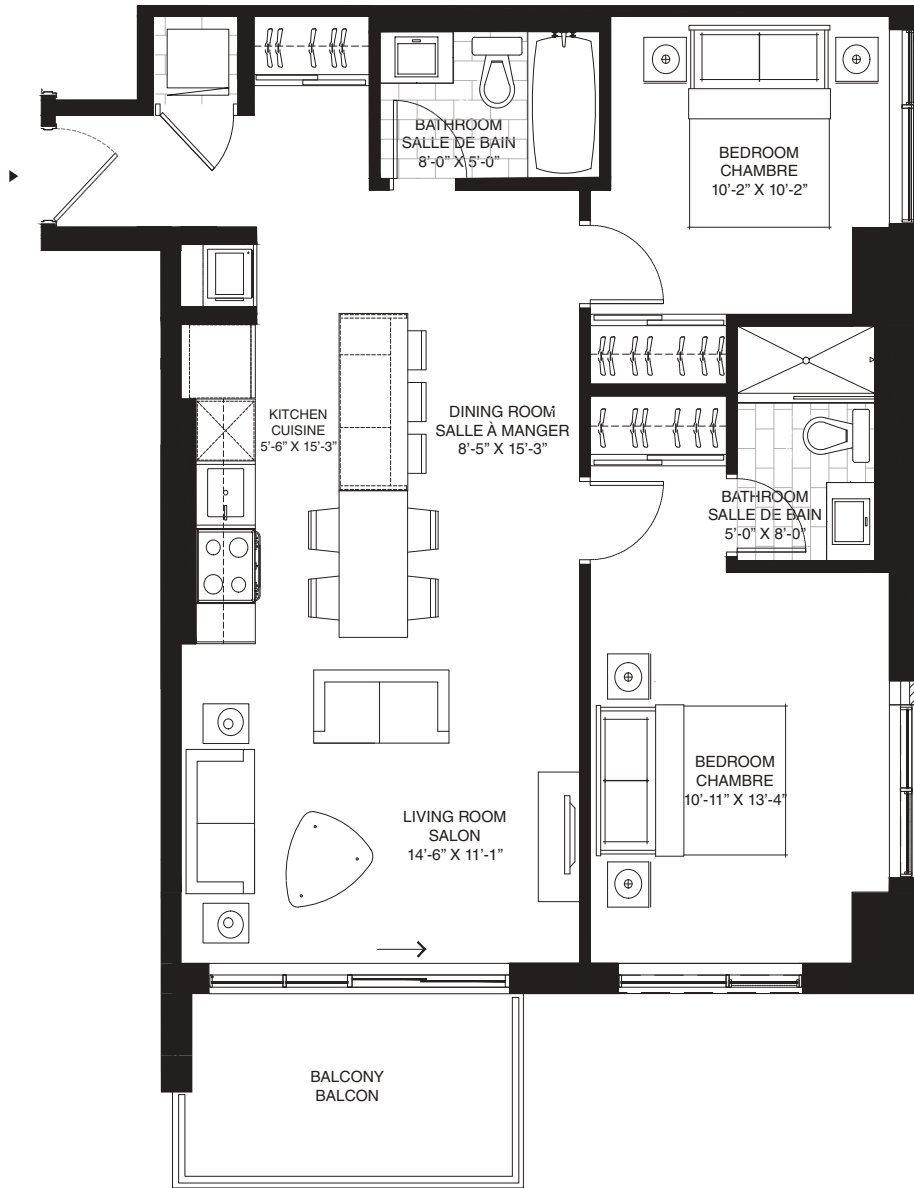 BATHROOM
SALLE DE BAIN
8'-0” X 5'-0”
BEDROOM
CHAMBRE
10'-2” X 10'-2”
KITCHEN
CUISINE
5'-6” X 15'-3”
DINING ROOM
SALLE À MANGER
8'-5” X 15'-3”
BATHROOM
SALLE DE BAIN
5'-0” X 8'-0”
BEDROOM
CHAMBRE
10'-11” X 13'-4”
LIVING ROOM
SALON
14'-6” X 11'-1”
BALCONY
BALCON